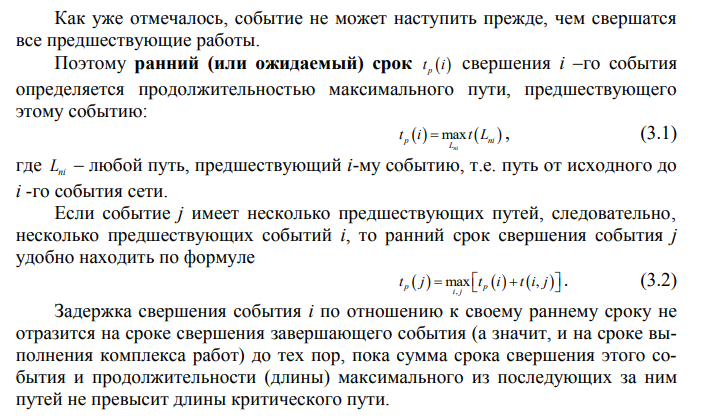 Как уже отмечалось, событие не может наступить прежде, чем свершатся
все предшествующие работы.
Поэтому ранний (или ожидаемый) срок t_p(i) свершения i –го события
определяется продолжительностью максимального пути, предшествующего
этому событию:
t_p(i) = max_{L_{ni}} t(L_{ni}), (3.1)
где L_{ni} – любой путь, предшествующий i-му событию, т.е. путь от исходного до
i -го события сети.
Если событие j имеет несколько предшествующих путей, следовательно,
несколько предшествующих событий i, то ранний срок свершения события j
удобно находить по формуле
t_p(j) = max_{i,j} [t_p(i) + t(i, j)]. (3.2)
Задержка свершения события i по отношению к своему раннему сроку не
отразится на сроке свершения завершающего события (а значит, и на сроке вы-
полнения комплекса работ) до тех пор, пока сумма срока свершения этого со-
бытия и продолжительности (длины) максимального из последующих за ним
путей не превысит длины критического пути.